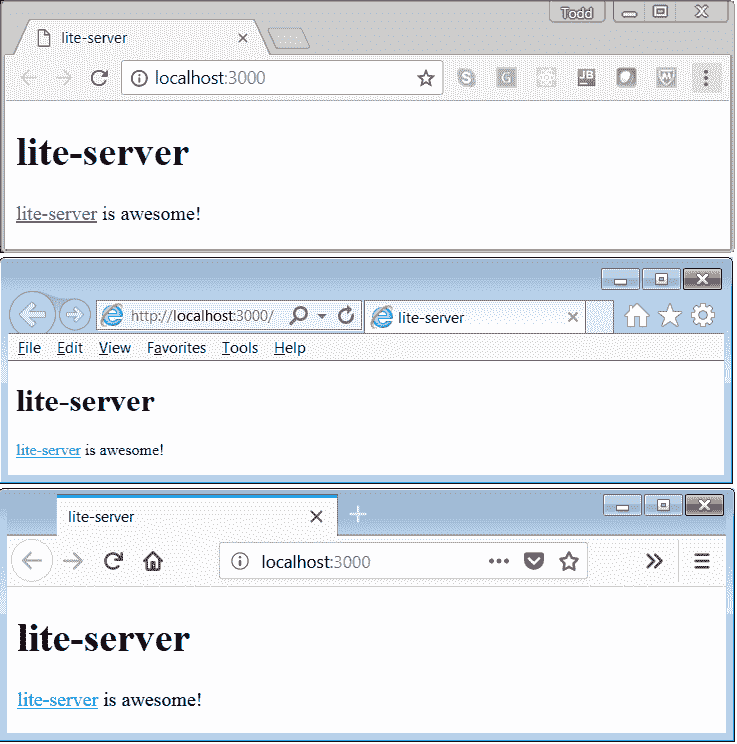 Todd
lite-server
localhost:3000
JB
lite-server
lite-server is awesome!
http://localhost:3000/
lite-server
File Edit View Favorites Tools Help
lite-server
lite-server is awesome!
lite-server
localhost:3000
lite-server
lite-server is awesome!